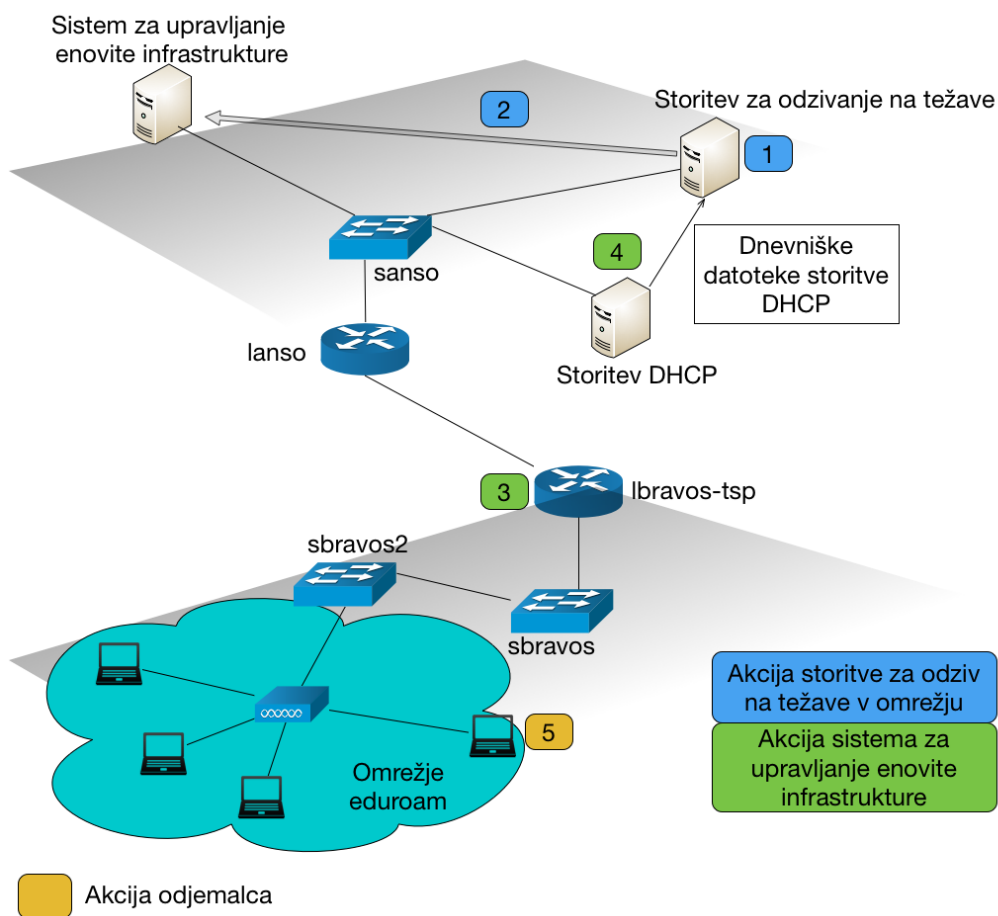 Sistem za upravljanje
enovite infrastrukture
2
Storitev za odzivanje na težave
1
sanso
4
Dnevniške
datoteke storitve
DHCP
lanso
Storitev DHCP
3
lbravos-tsp
sbravos2
sbravos
5
Omrežje
eduroam
Akcija storitve za odziv
na težave v omrežju
Akcija sistema za
upravljanje enovite
infrastrukture
Akcija odjemalca